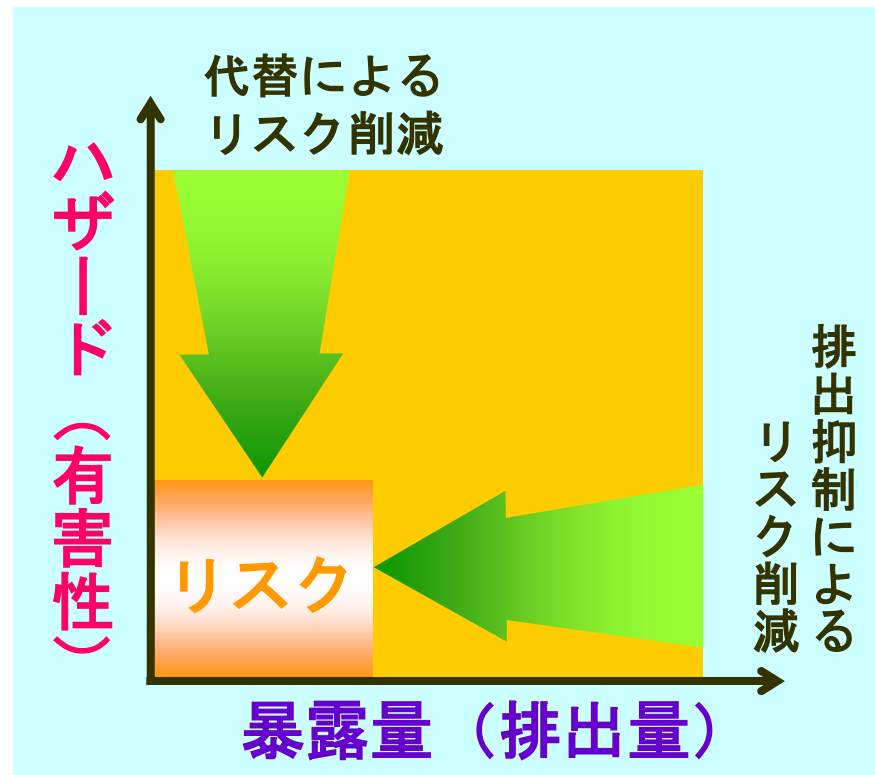 代替による
リスク削減
ハザード（有害性）
排出抑制による
リスク削減
リスク
暴露量（排出量）